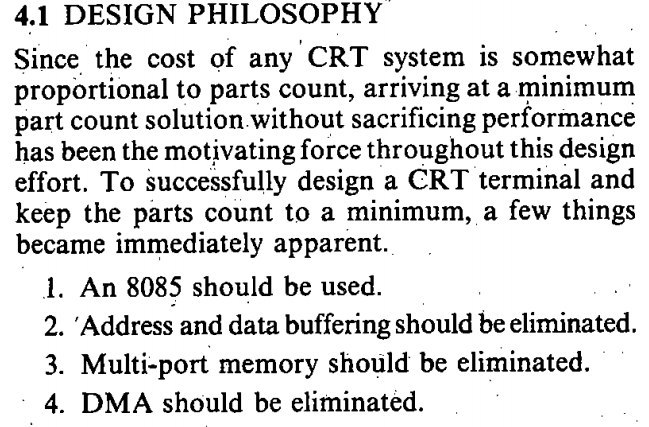 4.1 DESIGN PHILOSOPHY
Since the cost of any CRT system is somewhat
proportional to parts count, arriving at a minimum
part count solution without sacrificing performance
has been the motivating force throughout this design
effort. To successfully design a CRT terminal and
keep the parts count to a minimum, a few things
became immediately apparent.
1. An 8085 should be used.
2. Address and data buffering should be eliminated.
3. Multi-port memory should be eliminated.
4. DMA should be eliminated.